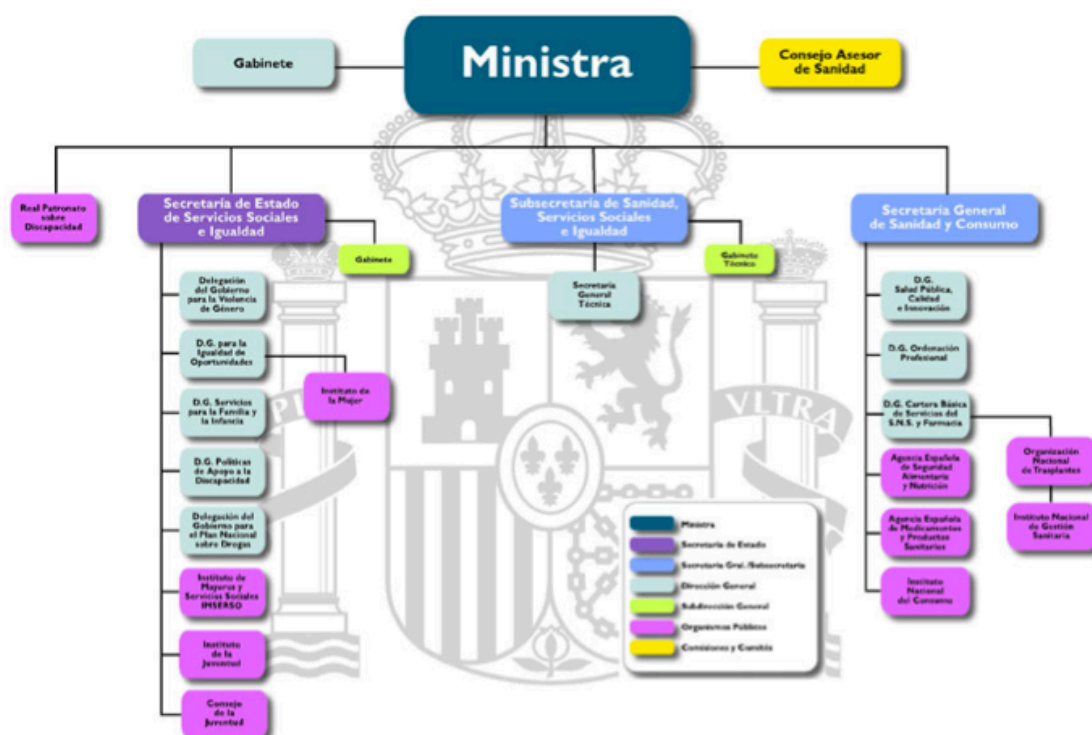 Ministra
Gabinete
Consejo Asesor
de Sanidad
Real Patronato
sobre
Discapacidad
Secretaría de Estado
de Servicios Sociales
e Igualdad
Gabinete
Subsecretaría de Sanidad,
Servicios Sociales
e Igualdad
Gabinete
Técnico
Secretaría General
de Sanidad y Consumo
Delegación
del Gobierno
para la Violencia
de Género
D.G. para la
Igualdad de
Oportunidades
Instituto de
la Mujer
D.G. Servicios
para la Familia y
la Infancia
D.G. Políticas
de Apoyo a la
Discapacidad
Delegación del
Gobierno para
el Plan Nacional
sobre Drogas
Instituto de
Mayores y
Servicios Sociales
IMSERSO
Instituto
de la
Juventud
Consejo
de la
Juventud
Secretaría
General
Técnica
D.G.
Salud Pública,
Calidad
e Innovación
D.G. Ordenación
Profesional
D.G. Cartera Básica
de Servicios del
S.N.S. y Farmacia
Organización
Nacional
de Trasplantes
Instituto Nacional
de Gestión
Sanitaria
Agencia Española
de Seguridad
Alimentaria
y Nutrición
Agencia Española
de Medicamentos
y Productos
Sanitarios
Instituto
Nacional
del Consumo
Ministra
Secretaría de Estado
Secretaría Gral./Subsecretaría
Dirección General
Subdirección General
Organismos Públicos
Comisiones y Comités
VLTRA